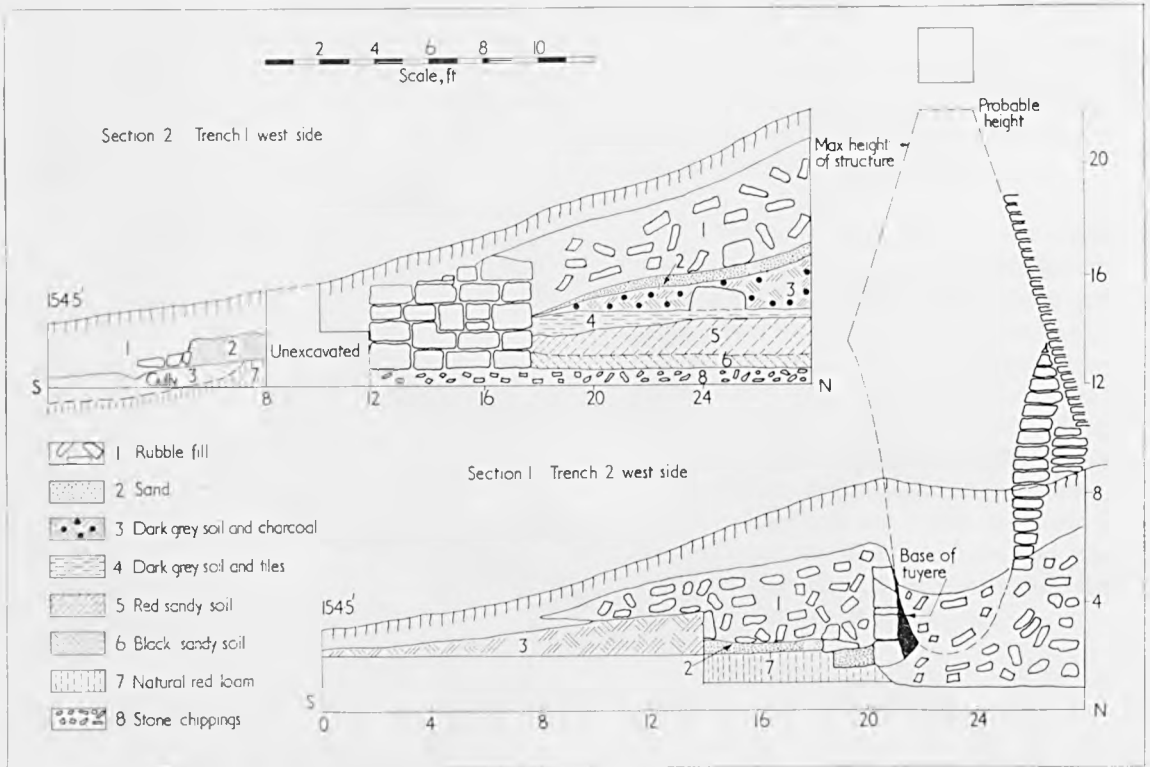 2 4 6 8 10
Scale, ft
Section 2 Trench 1 west side
Probable
height
Max height
of structure
20
16
12
8
4
1545'
1
2
Gully
3
7
Unexcavated
1
2
3
4
5
6
8
S
8 12 16 20 24
N
1 Rubble fill
2 Sand
3 Dark grey soil and charcoal
4 Dark grey soil and tiles
5 Red sandy soil
6 Black sandy soil
7 Natural red loam
8 Stone chippings
Section 1 Trench 2 west side
Base of
tuyere
1545'
1
3
2
7
S
N
0 4 8 12 16 20 24